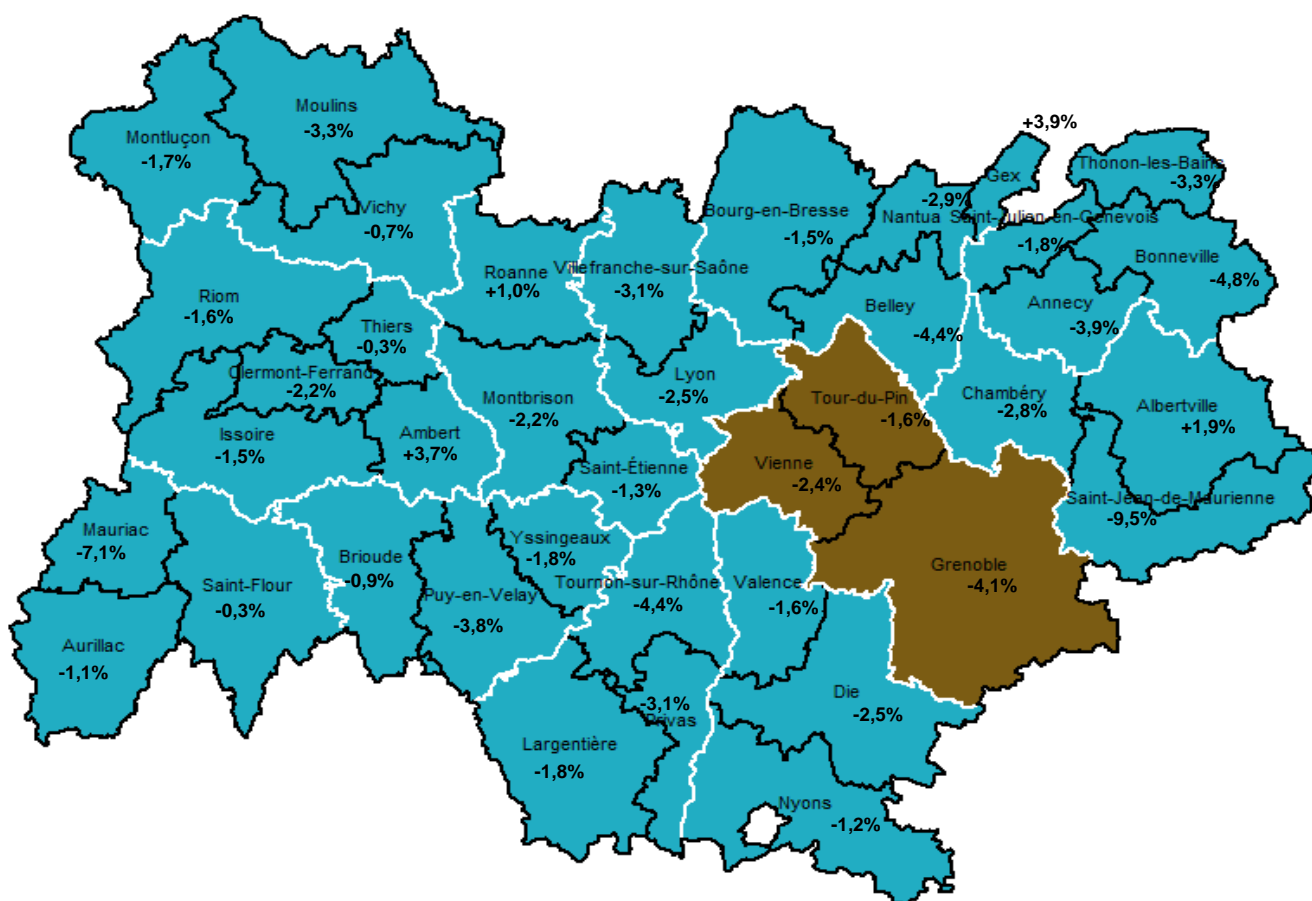 Moulins
-3,3%
Montluçon
-1,7%
+3,9%
Thonon-les-Bains
-3,3%
Gex
-2,9%
Nantua
Saint-Julien-en-Genevois
-1,8%
Vichy
-0,7%
Bourg-en-Bresse
-1,5%
Bonneville
-4,8%
Roanne
+1,0%
Villefranche-sur-Saône
-3,1%
Riom
-1,6%
Belley
-4,4%
Annecy
-3,9%
Thiers
-0,3%
Clermont-Ferrand
-2,2%
Lyon
-2,5%
Montbrison
-2,2%
Tour-du-Pin
-1,6%
Chambéry
-2,8%
Albertville
+1,9%
Issoire
-1,5%
Ambert
+3,7%
Saint-Étienne
-1,3%
Vienne
-2,4%
Saint-Jean-de-Maurienne
-9,5%
Mauriac
-7,1%
Brioude
-0,9%
Yssingeaux
-1,8%
Saint-Flour
-0,3%
Puy-en-Velay
-3,8%
Tournon-sur-Rhône
-4,4%
Valence
-1,6%
Grenoble
-4,1%
Aurillac
-1,1%
-3,1%
Privas
Die
-2,5%
Largentière
-1,8%
Nyons
-1,2%